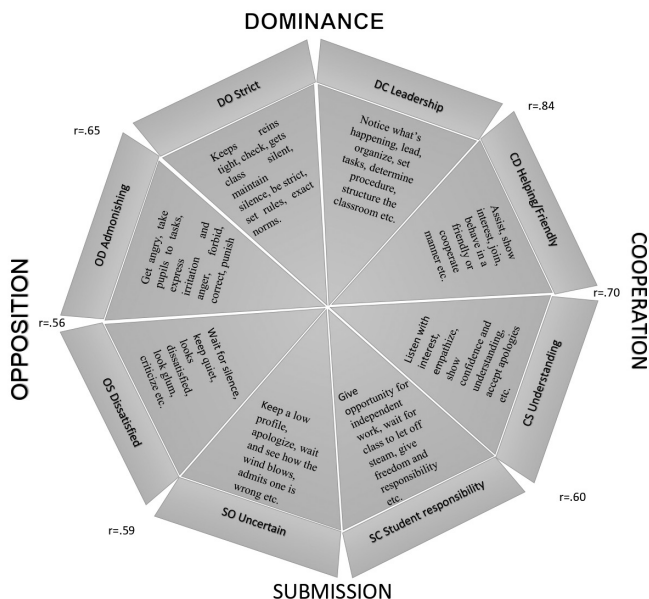 DOMINANCE
DO Strict
DC Leadership
r=.84
r=.65
Keeps reins
tight, check, gets
class silent,
maintain
silence, be strict,
set rules, exact
norms.
Notice what's
happening, lead,
organize, set
tasks, determine
procedure,
structure the
classroom etc.
OD Admonishing
Get angry, take
pupils to tasks,
express
irritation and
anger, forbid,
correct, punish
CD Helping/Friendly
Assist, show
interest, join,
behave in a
friendly or
cooperate
manner etc.
OPPOSITION
COOPERATION
r=.70
r=.56
OS Dissatisfied
Wait for silence,
keep quiet,
looks
dissatisfied,
look glum,
criticize etc.
Listen with
interest,
empathize,
show
confidence and
understanding,
accept apologies
etc.
CS Understanding
Keep a low
profile,
apologize, wait
and see how the
wind blows,
admits one is
wrong etc.
Give
opportunity for
independent
work, wait for
class to let off
steam, give
freedom and
responsibility
etc.
r=.60
r=.59
SO Uncertain
SC Student responsibility
SUBMISSION